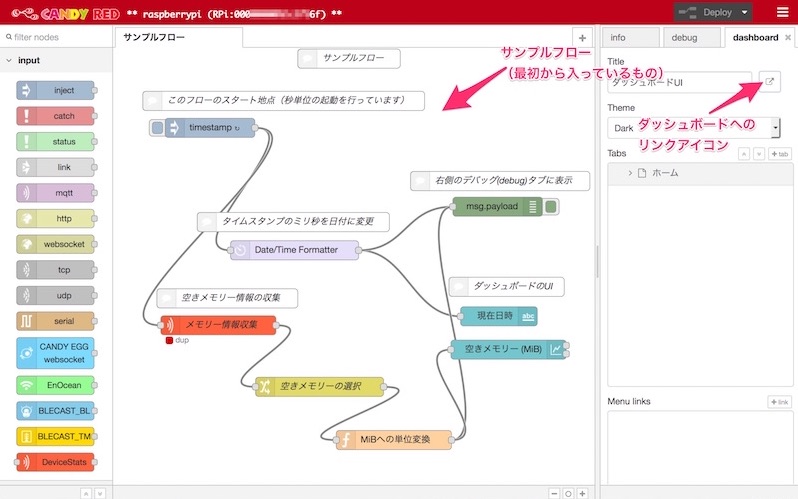 CANDY RED ** raspberrypi (RPi:000 6f) **
Deploy
filter nodes
input
inject
catch
status
link
mqtt
http
websocket
tcp
udp
serial
CANDY EGG
websocket
EnOcean
BLECAST_BL
BLECAST_TM
DeviceStats
サンプルフロー
サンプルフロー
サンプルフロー
（最初から入っているもの）
このフローのスタート地点（秒単位の起動を行っています）
timestamp ↻
右側のデバッグ(debug)タブに表示
msg.payload
タイムスタンプのミリ秒を日付に変更
Date/Time Formatter
空きメモリー情報の収集
メモリー情報収集
dup
ダッシュボードのUI
現在日時
abc
空きメモリー (MiB)
空きメモリーの選択
MiBへの単位変換
info
debug
dashboard
Title
ダッシュボードUI
Theme
Dark
ダッシュボードへの
リンクアイコン
Tabs
+ tab
ホーム
Menu links
+ link